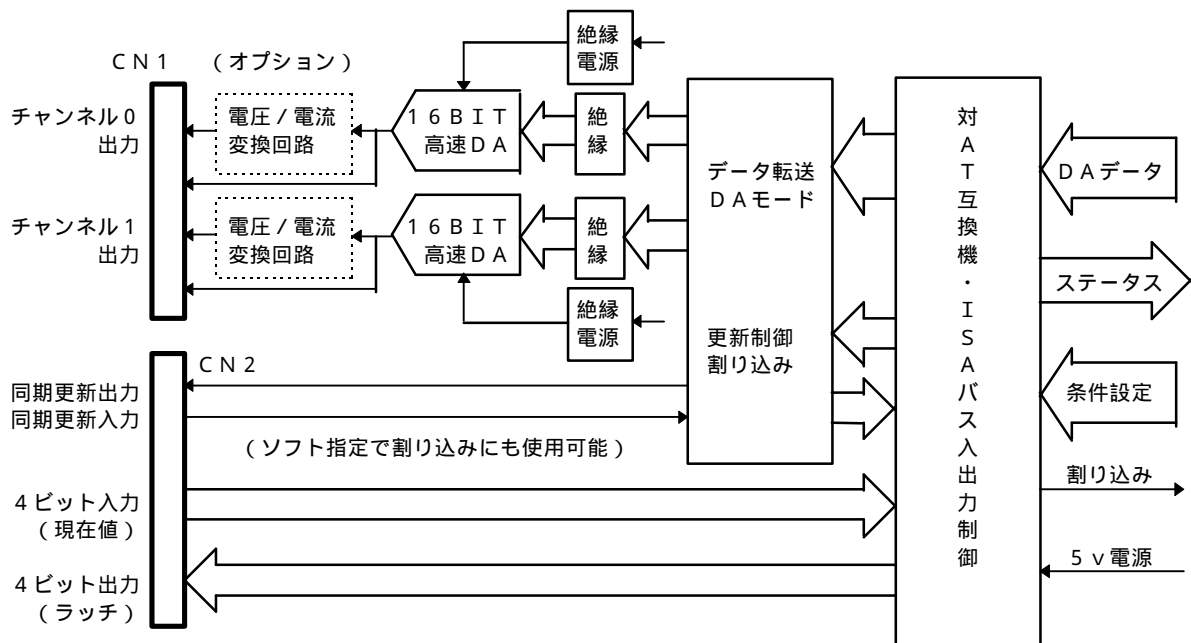 絶縁
電源
CN1 (オプション)
チャンネル0
出力
電圧/電流
変換回路
16BIT
高速DA
絶
縁
チャンネル1
出力
電圧/電流
変換回路
16BIT
高速DA
絶
縁
絶縁
電源
データ転送
DAモード
更新制御
割り込み
対AT互換機・ISAバス入出力制御
DAデータ
ステータス
条件設定
割り込み
5v電源
CN2
同期更新出力
同期更新入力
(ソフト指定で割り込みにも使用可能)
4ビット入力
(現在値)
4ビット出力
(ラッチ)